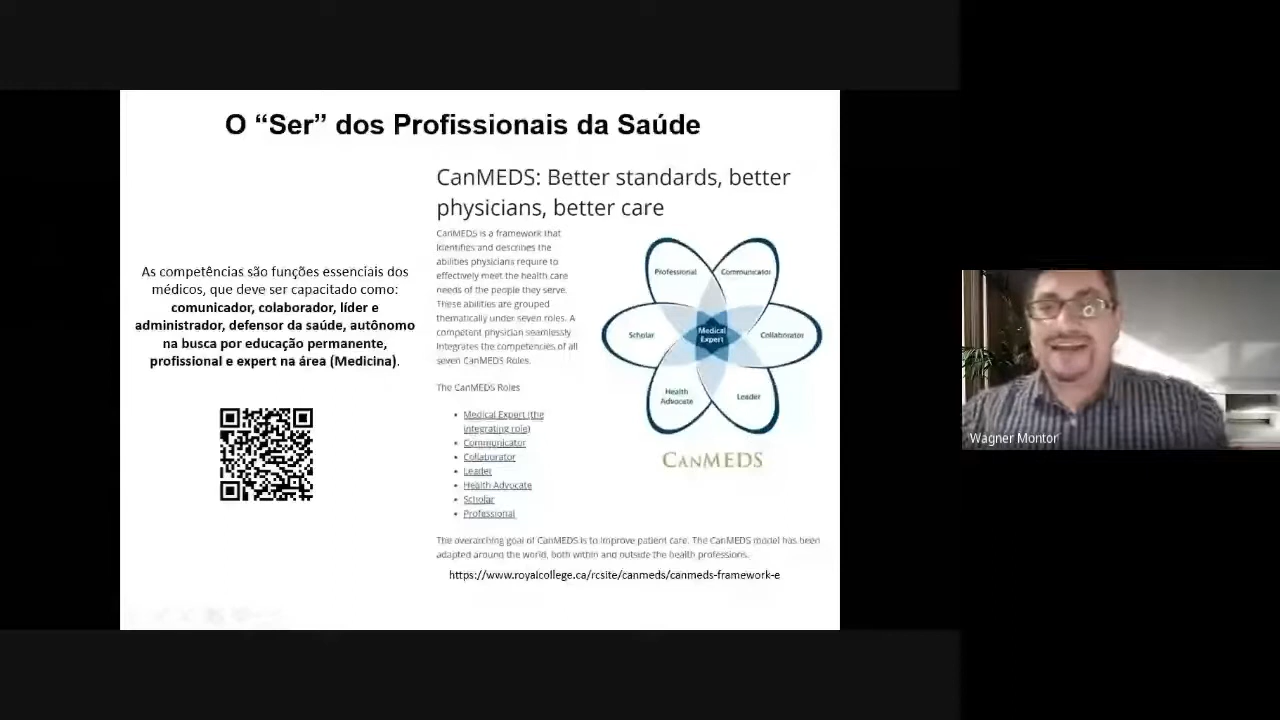 O “Ser” dos Profissionais da Saúde
As competências são funções essenciais dos
médicos, que deve ser capacitado como:
comunicador, colaborador, líder e
administrador, defensor da saúde, autônomo
na busca por educação permanente,
profissional e expert na área (Medicina).
CanMEDS: Better standards, better
physicians, better care
CanMEDS is a framework that
identifies and describes the
abilities physicians require to
effectively meet the health care
needs of the people they serve.
These abilities are grouped
thematically under seven roles. A
competent physician seamlessly
integrates the competencies of all
seven CanMEDS Roles.
The CanMEDS Roles
Medical Expert (the
integrating role)
Communicator
Collaborator
Leader
Health Advocate
Scholar
Professional
Professional
Communicator
Scholar
Medical
Expert
Collaborator
Health
Advocate
Leader
CANMEDS
The overarching goal of CanMEDS is to improve patient care. The CanMEDS model has been
adapted around the world, both within and outside the health professions.
https://www.royalcollege.ca/rcsite/canmeds/canmeds-framework-e
Wagner Montor